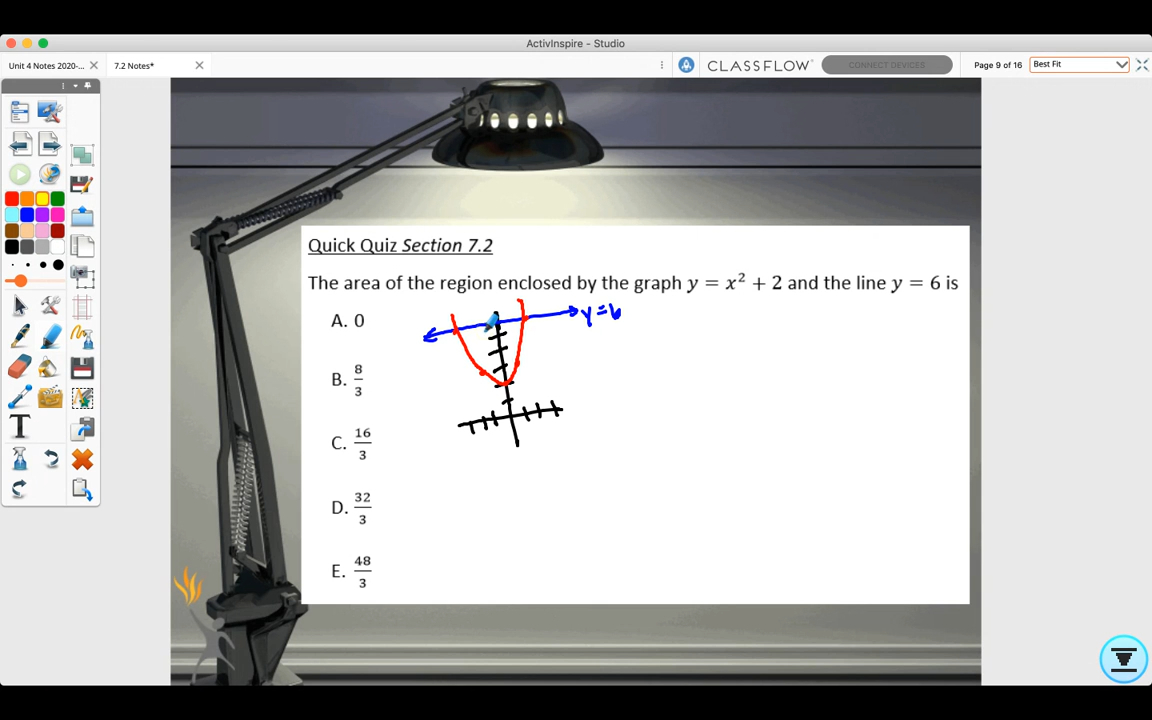 ActivInspire - Studio
Unit 4 Notes 2020-...
7.2 Notes*
CLASSFLOW
CONNECT DEVICES
Page 9 of 16
Best Fit
Quick Quiz Section 7.2
The area of the region enclosed by the graph y = x² + 2 and the line y = 6 is
A. 0
y=6
B. 8/3
C. 16/3
D. 32/3
E. 48/3